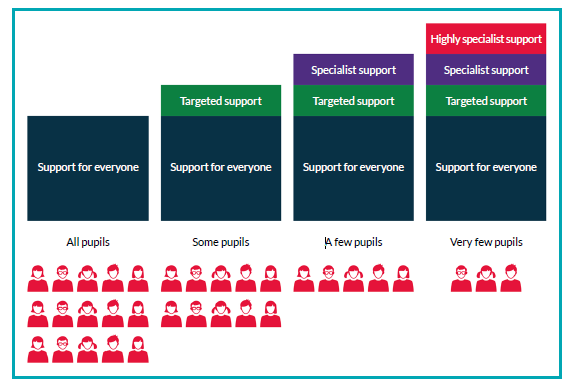 Highly specialist support
Specialist support
Specialist support
Targeted support
Targeted support
Targeted support
Support for everyone
Support for everyone
Support for everyone
Support for everyone
All pupils
Some pupils
A few pupils
Very few pupils